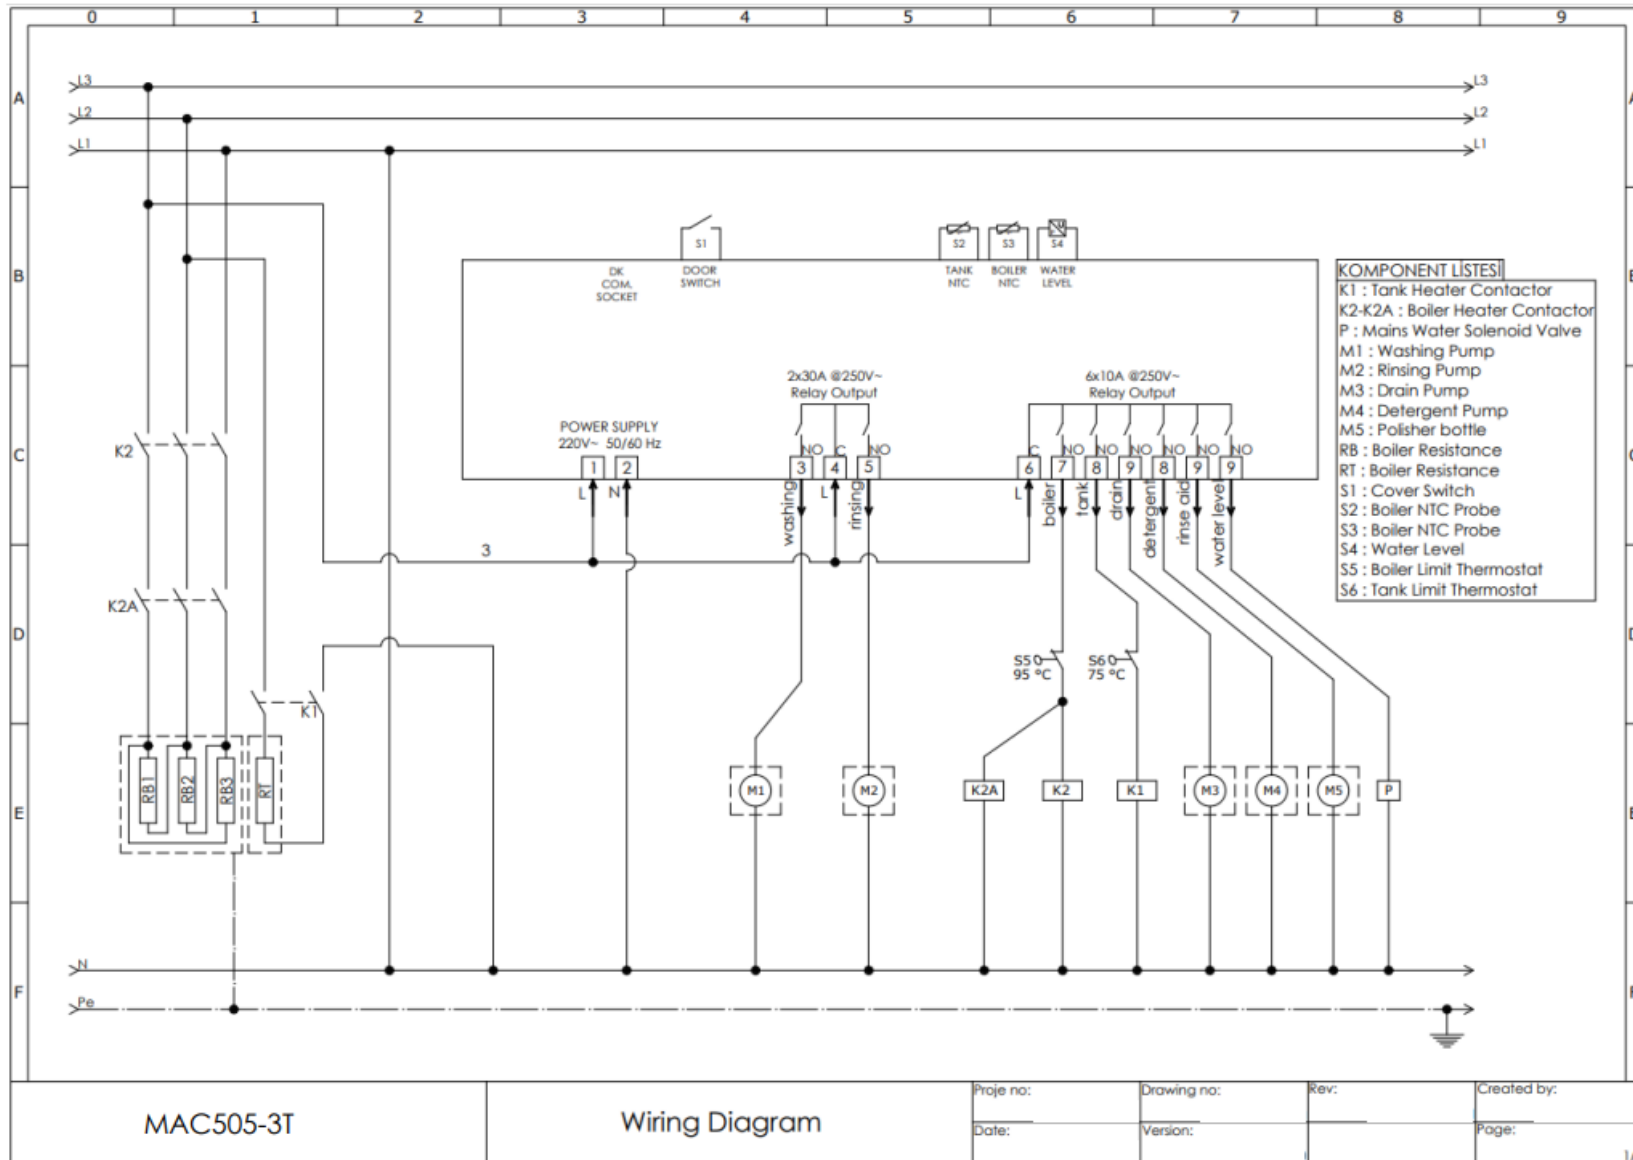 0 1 2 3 4 5 6 7 8 9
A
L3 L3
L2 L2
L1 L1
B
S1 S2 S3 S4
DK
COM.
SOCKET
DOOR
SWITCH
TANK
NTC
BOILER
NTC
WATER
LEVEL
KOMPONENT LİSTESİ
K1 : Tank Heater Contactor
K2-K2A : Boiler Heater Contactor
P : Mains Water Solenoid Valve
M1 : Washing Pump
M2 : Rinsing Pump
M3 : Drain Pump
M4 : Detergent Pump
M5 : Polisher bottle
RB : Boiler Resistance
RT : Boiler Resistance
S1 : Cover Switch
S2 : Boiler NTC Probe
S3 : Boiler NTC Probe
S4 : Water Level
S5 : Boiler Limit Thermostat
S6 : Tank Limit Thermostat
2x30A @250V~
Relay Output
6x10A @250V~
Relay Output
C
K2
POWER SUPPLY
220V~ 50/60 Hz
NO C NO C NO NO NO NO NO NO
1 2 3 4 5 6 7 8 9 8 9 9
L N L L
washing
rinsing
boiler
tank
drain
detergent
rinse aid
water level
3
K2A
D
S5
95 °C
S6
75 °C
K1
E
RB1 RB2 RB3 RT
M1 M2 K2A K2 K1 M3 M4 M5 P
F
N
Pe
MAC505-3T
Wiring Diagram
Proje no:
Date:
Drawing no:
Version:
Rev:
Created by:
Page: